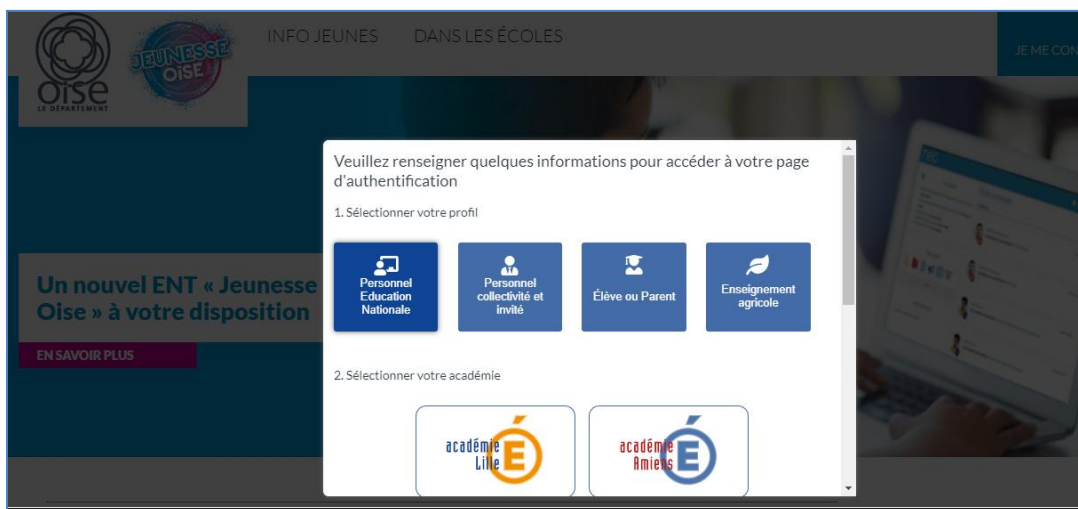 INFO JEUNES
DANS LES ÉCOLES
JE ME CON
JEUNESSE
OISE
oise
LE DÉPARTEMENT
Veuillez renseigner quelques informations pour accéder à votre page
d'authentification
1. Sélectionner votre profil
Personnel
Education
Nationale
Personnel
collectivité et
invité
Élève ou Parent
Enseignement
agricole
Un nouvel ENT « Jeunesse
Oise » à votre disposition
EN SAVOIR PLUS
2. Sélectionner votre académie
académie
Lille
É
académie
Amiens
É